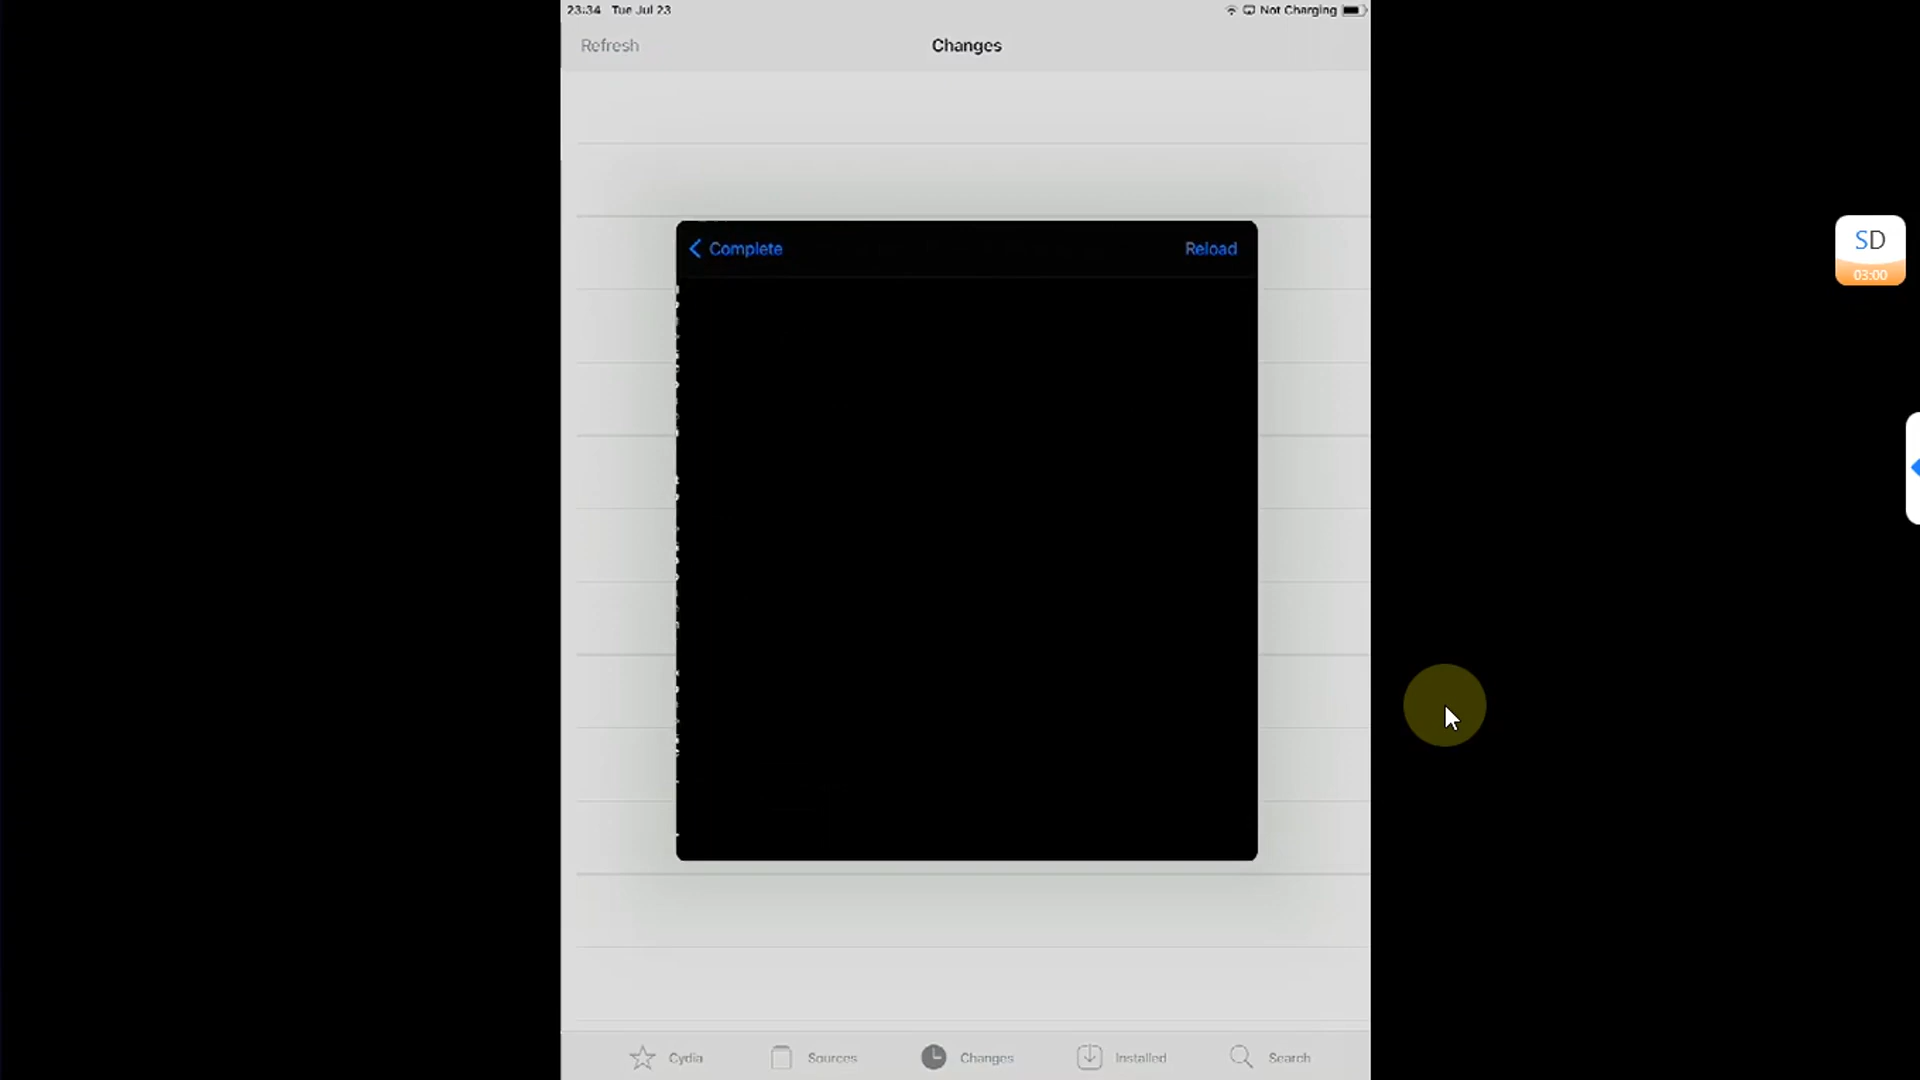 23:34 Tue Jul 23
Not Charging
Refresh
Changes
Complete
Reload
SD
03:00
Cydia
Sources
Changes
Installed
Search